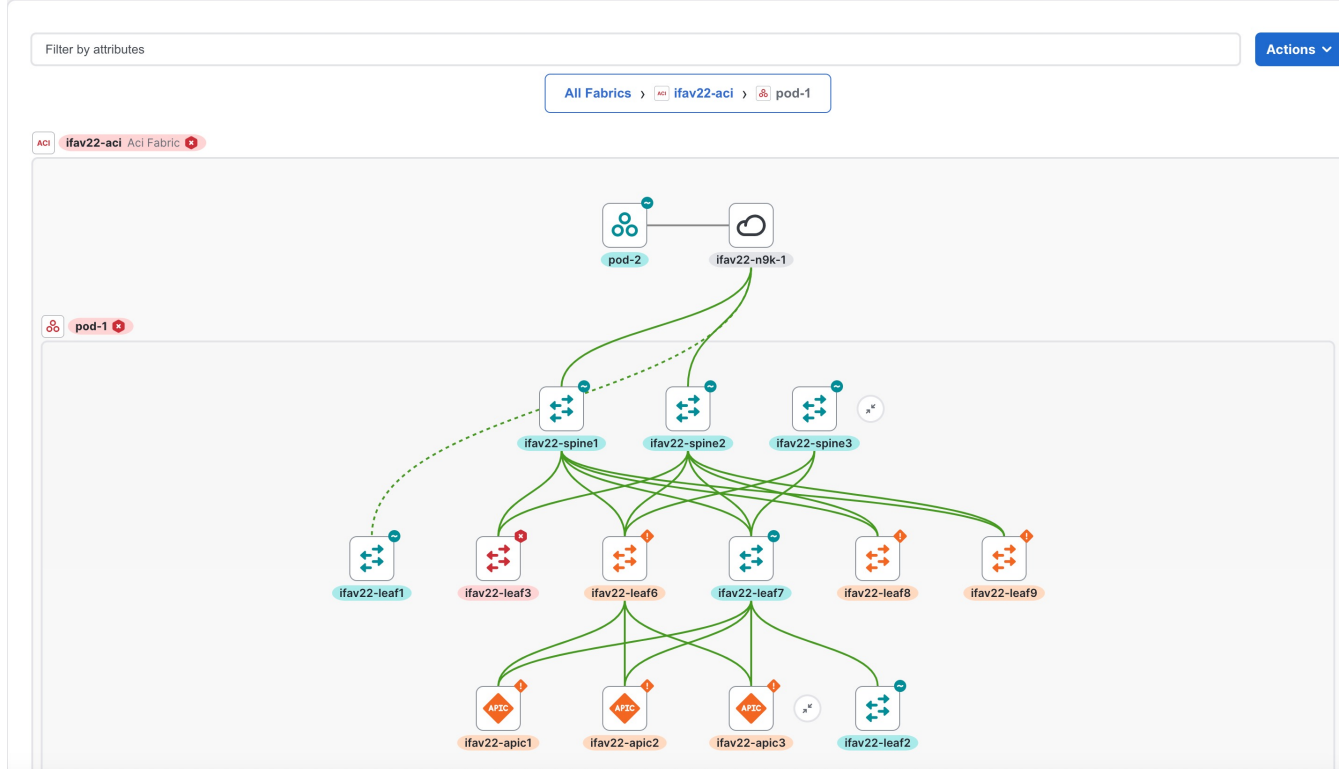 Filter by attributes
Actions
All Fabrics › ACI ifav22-aci › pod-1
ACI ifav22-aci Aci Fabric
pod-2
ifav22-n9k-1
pod-1
ifav22-spine1
ifav22-spine2
ifav22-spine3
ifav22-leaf1
ifav22-leaf3
ifav22-leaf6
ifav22-leaf7
ifav22-leaf8
ifav22-leaf9
APIC
APIC
APIC
ifav22-apic1
ifav22-apic2
ifav22-apic3
ifav22-leaf2